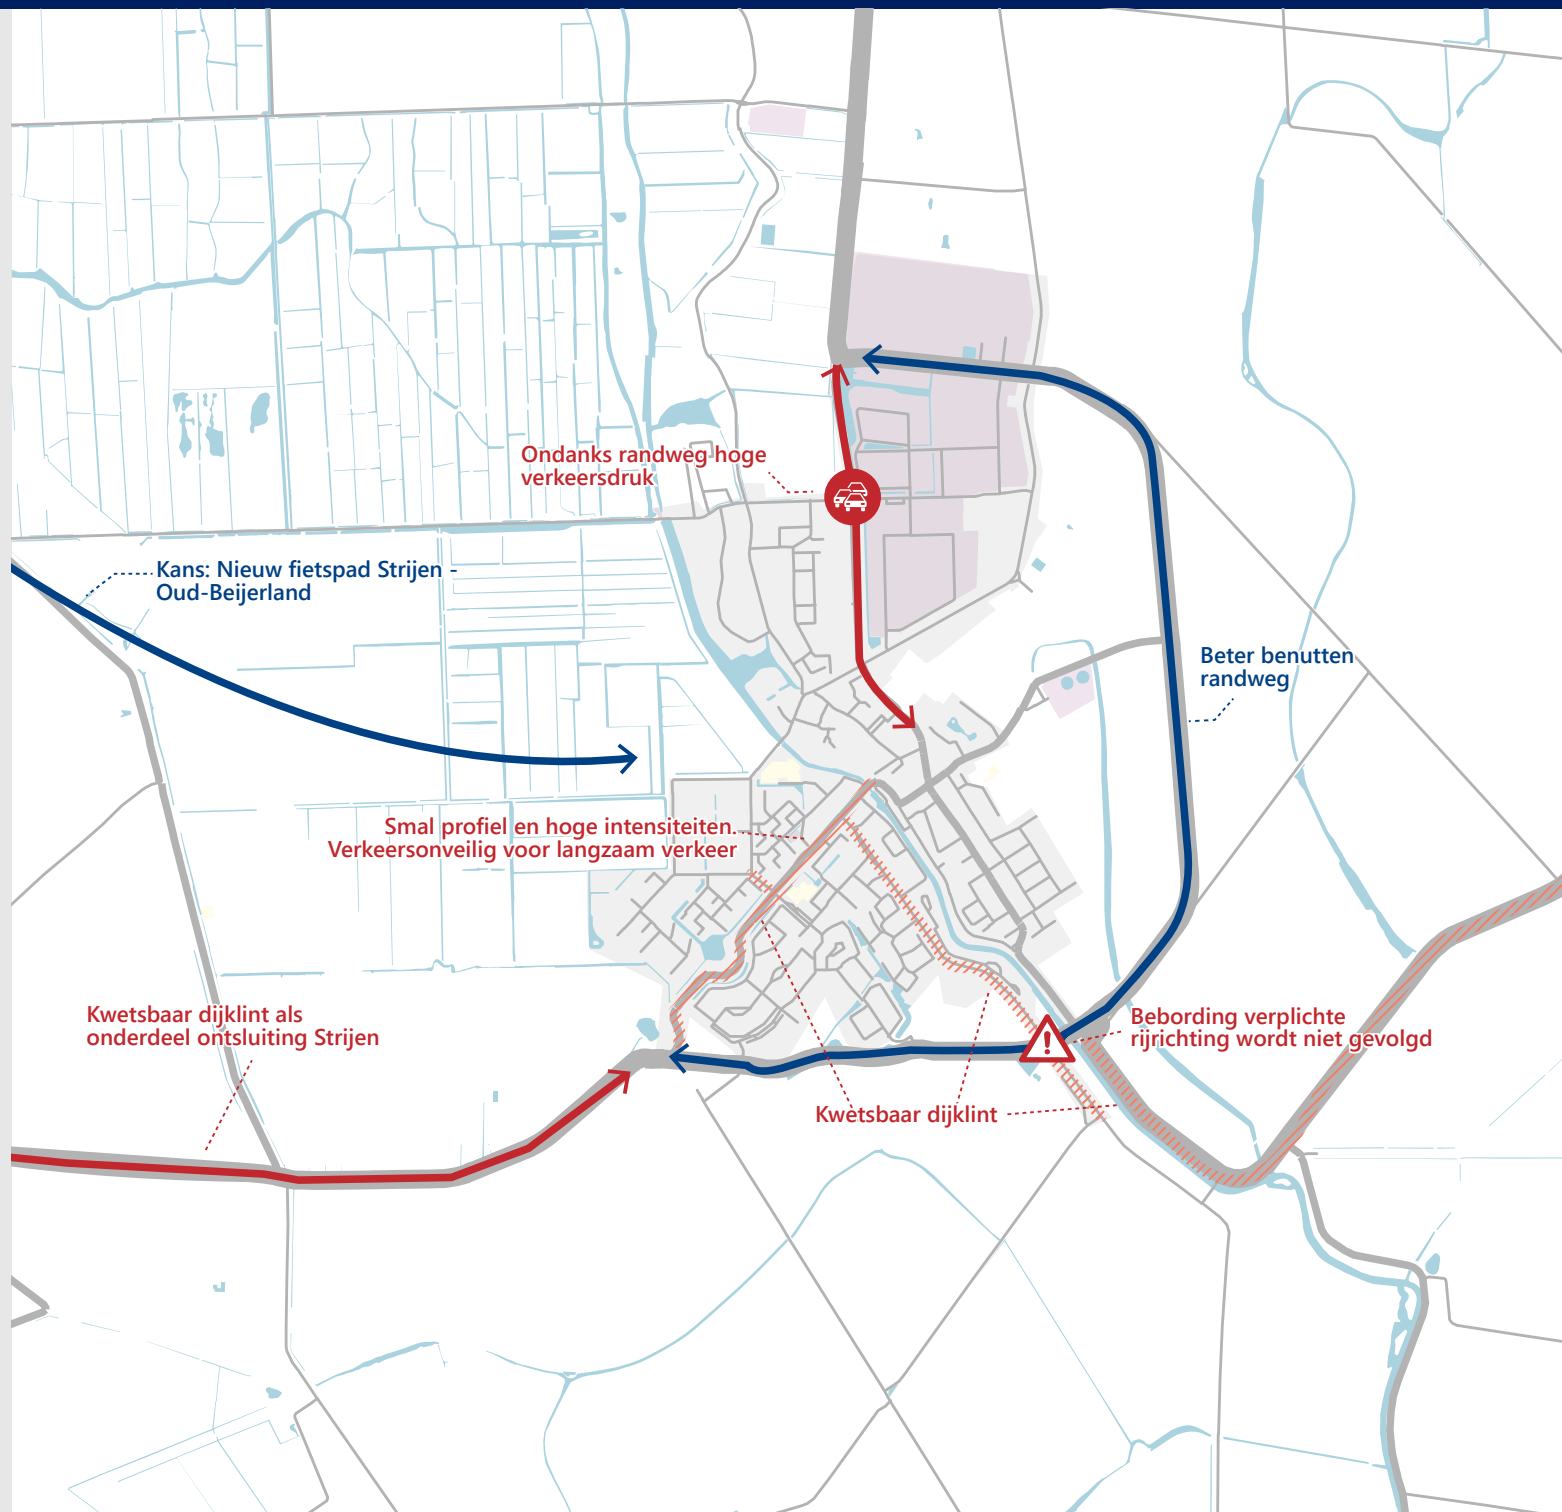 Ondanks randweg hoge
verkeersdruk
Kans: Nieuw fietspad Strijen -
Oud-Beijerland
Beter benutten
randweg
Smal profiel en hoge intensiteiten.
Verkeersonveilig voor langzaam verkeer
Kwetsbaar dijklint als
onderdeel ontsluiting Strijen
Bebording verplichte
rijrichting wordt niet gevolgd
Kwetsbaar dijklint